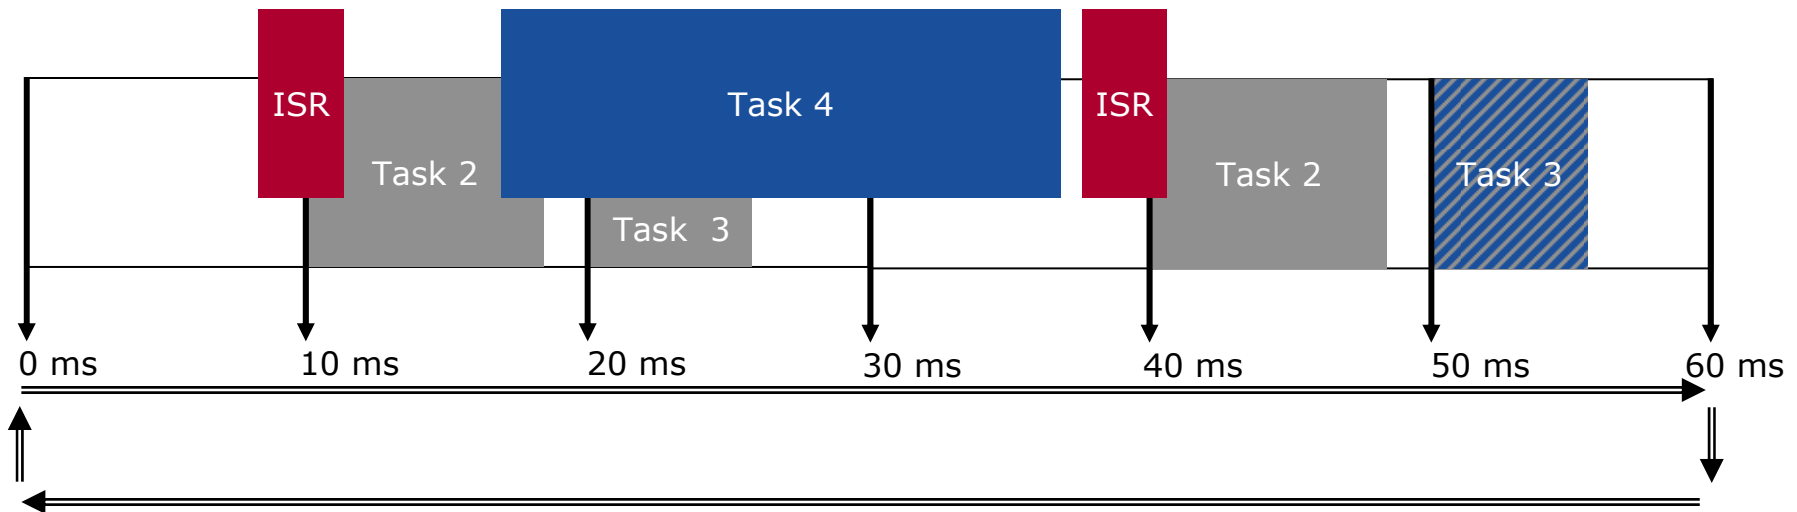 ISR
Task 4
ISR
Task 2
Task 2
Task 3
Task  3
0 ms
10 ms
20 ms
30 ms
40 ms
50 ms
60 ms